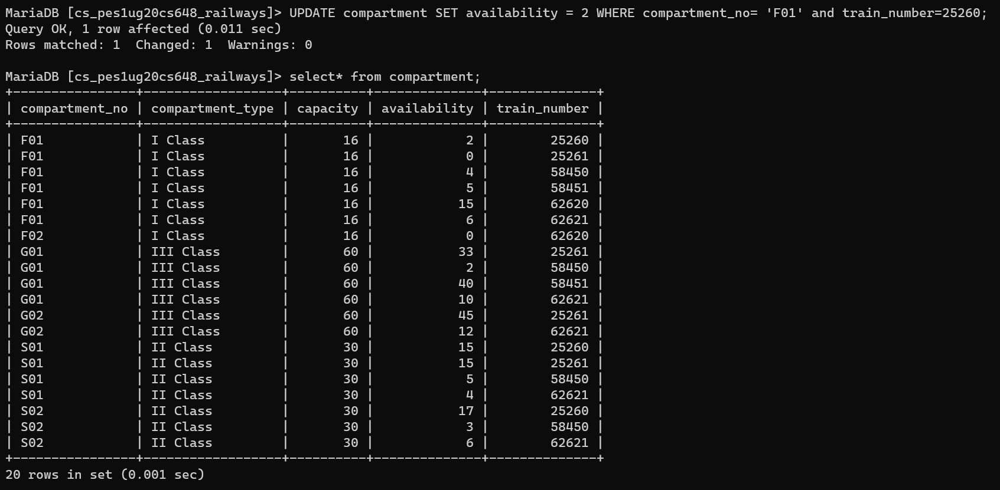 MariaDB [cs_pes1ug20cs648_railways]> UPDATE compartment SET availability = 2 WHERE compartment_no= 'F01' and train_number=25260;
Query OK, 1 row affected (0.011 sec)
Rows matched: 1  Changed: 1  Warnings: 0

MariaDB [cs_pes1ug20cs648_railways]> select* from compartment;
+----------------+------------------+----------+--------------+--------------+
| compartment_no | compartment_type | capacity | availability | train_number |
+----------------+------------------+----------+--------------+--------------+
| F01            | I Class          |       16 |            2 |        25260 |
| F01            | I Class          |       16 |            0 |        25261 |
| F01            | I Class          |       16 |            4 |        58450 |
| F01            | I Class          |       16 |            5 |        58451 |
| F01            | I Class          |       16 |           15 |        62620 |
| F01            | I Class          |       16 |            6 |        62621 |
| F02            | I Class          |       16 |            0 |        62620 |
| G01            | III Class        |       60 |           33 |        25261 |
| G01            | III Class        |       60 |            2 |        58450 |
| G01            | III Class        |       60 |           40 |        58451 |
| G01            | III Class        |       60 |           10 |        62621 |
| G02            | III Class        |       60 |           45 |        25261 |
| G02            | III Class        |       60 |           12 |        62621 |
| S01            | II Class         |       30 |           15 |        25260 |
| S01            | II Class         |       30 |           15 |        25261 |
| S01            | II Class         |       30 |            5 |        58450 |
| S01            | II Class         |       30 |            4 |        62621 |
| S02            | II Class         |       30 |           17 |        25260 |
| S02            | II Class         |       30 |            3 |        58450 |
| S02            | II Class         |       30 |            6 |        62621 |
+----------------+------------------+----------+--------------+--------------+
20 rows in set (0.001 sec)